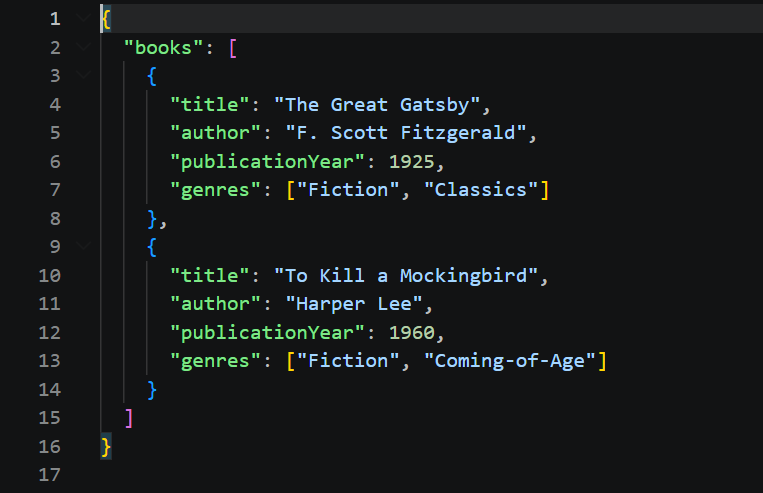 1 {
2   "books": [
3     {
4       "title": "The Great Gatsby",
5       "author": "F. Scott Fitzgerald",
6       "publicationYear": 1925,
7       "genres": ["Fiction", "Classics"]
8     },
9     {
10       "title": "To Kill a Mockingbird",
11       "author": "Harper Lee",
12       "publicationYear": 1960,
13       "genres": ["Fiction", "Coming-of-Age"]
14     }
15   ]
16 }
17